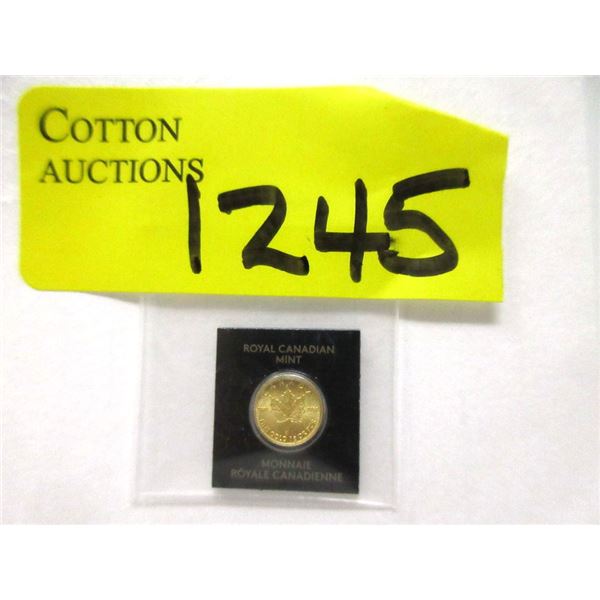 COTTON
AUCTIONS
1245
ROYAL CANADIAN
MINT
MONNAIE
ROYALE CANADIENNE